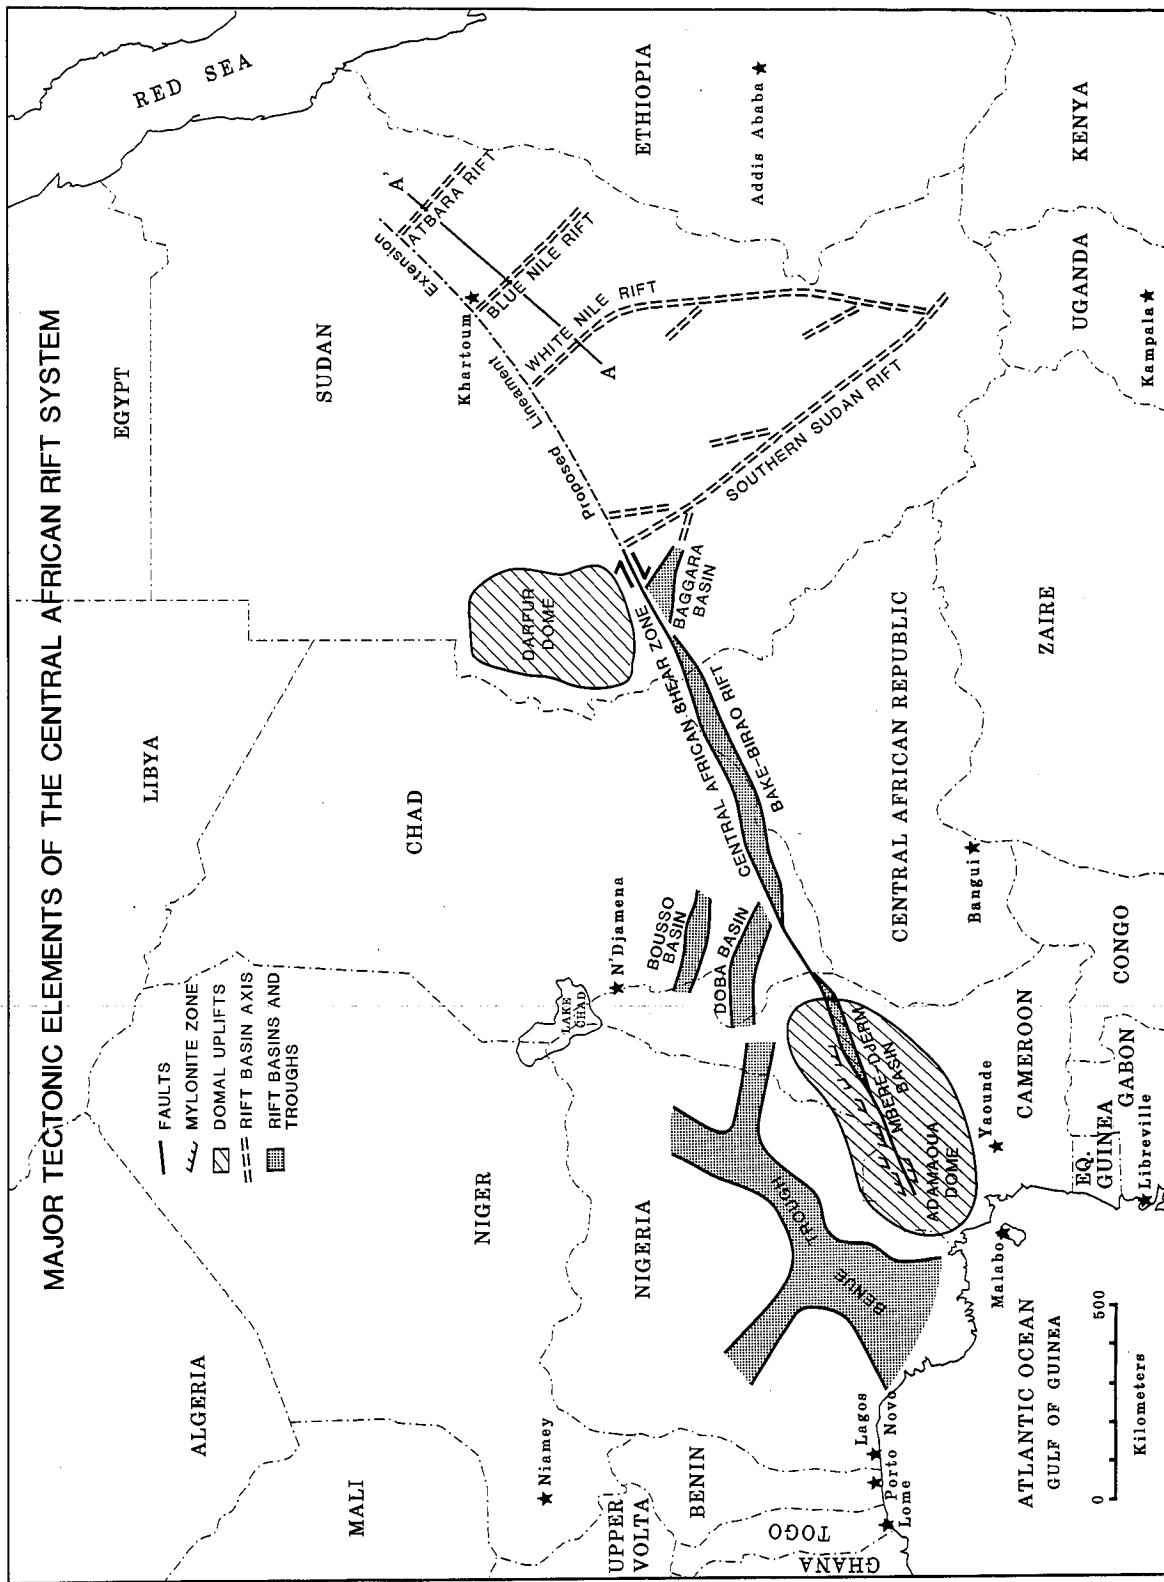 MAJOR TECTONIC ELEMENTS OF THE CENTRAL AFRICAN RIFT SYSTEM
FAULTS
MYLONITE ZONE
DOMAL UPLIFTS
RIFT BASIN AXIS
RIFT BASINS AND
TROUGHS
ALGERIA
LIBYA
EGYPT
RED SEA
MALI
NIGER
CHAD
SUDAN
Niamey
LAKE
CHAD
N'Djamena
DARFUR
DOME
Khartoum
Proposed Lineament Extension
ATBARA RIFT
BLUE NILE RIFT
WHITE NILE RIFT
A'
A
ETHIOPIA
Addis Ababa
UPPER
VOLTA
BENIN
TOGO
GHANA
NIGERIA
BOUSSO
BASIN
DOBA BASIN
CENTRAL AFRICAN SHEAR ZONE
BAKE-BIRAO RIFT
BAGGARA
BASIN
SOUTHERN SUDAN RIFT
BENUE TROUGH
MBERE-DJEREM
BASIN
ADAMAOUA
DOME
Lagos
Porto Novo
Lome
CENTRAL AFRICAN REPUBLIC
Bangui
ZAIRE
UGANDA
KENYA
Kampala
Yaounde
CAMEROON
Malabo
EQ.
GUINEA
GABON
CONGO
Libreville
ATLANTIC OCEAN
GULF OF GUINEA
0 500
Kilometers